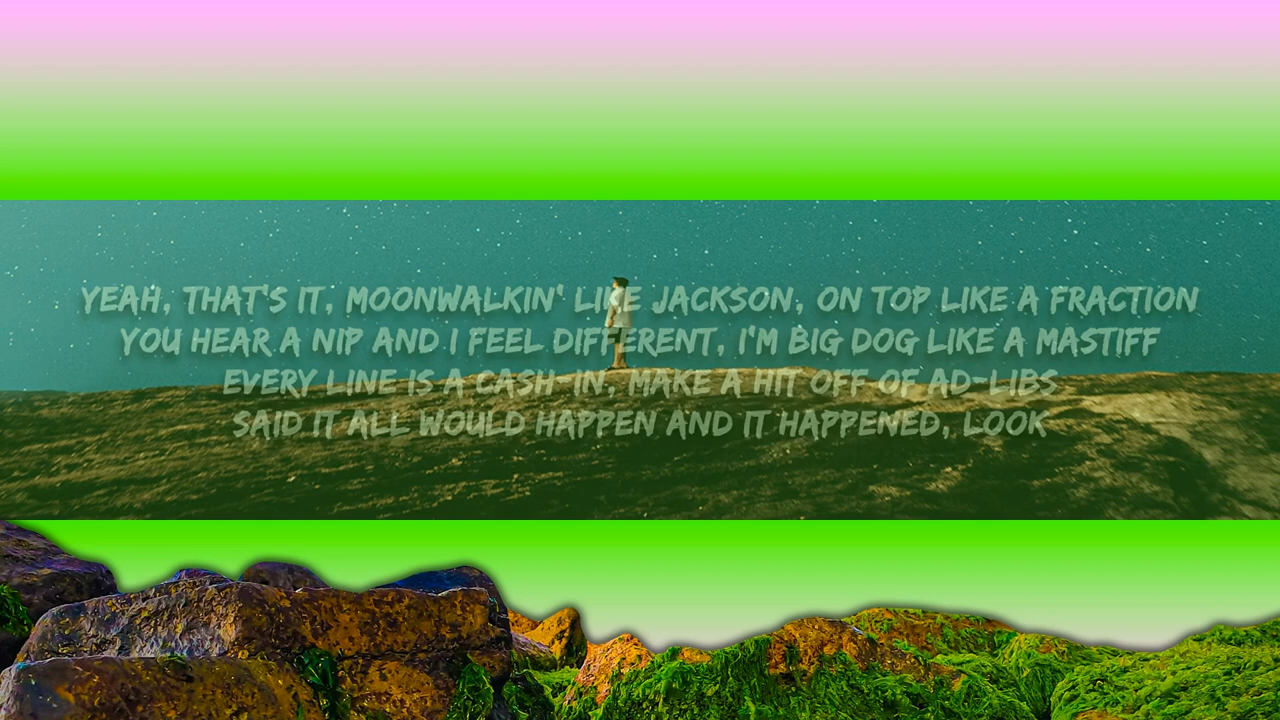 YEAH, THAT'S IT, MOONWALKIN' LIKE JACKSON, ON TOP LIKE A FRACTION
YOU HEAR A NIP AND I FEEL DIFFERENT, I'M BIG DOG LIKE A MASTIFF
EVERY LINE IS A CASH-IN, MAKE A HIT OFF OF AD-LIBS
SAID IT ALL WOULD HAPPEN AND IT HAPPENED, LOOK